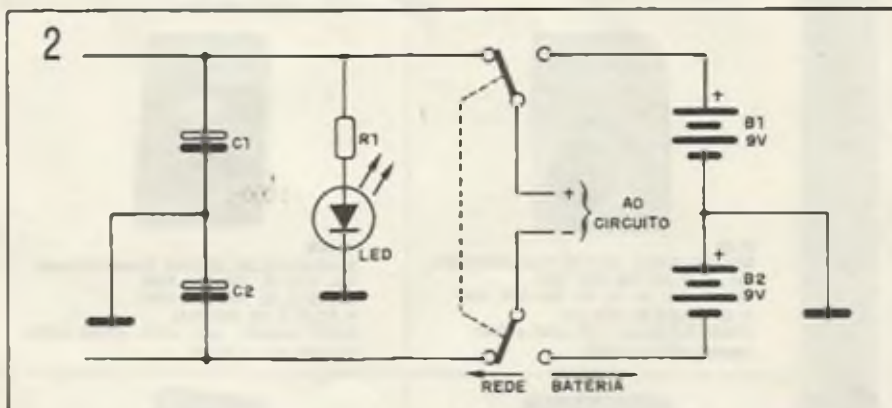 2
C1
R1
+
B1
9V
+
AO
CIRCUITO
-
LED
C2
+
B2
9V
REDE
BATERIA